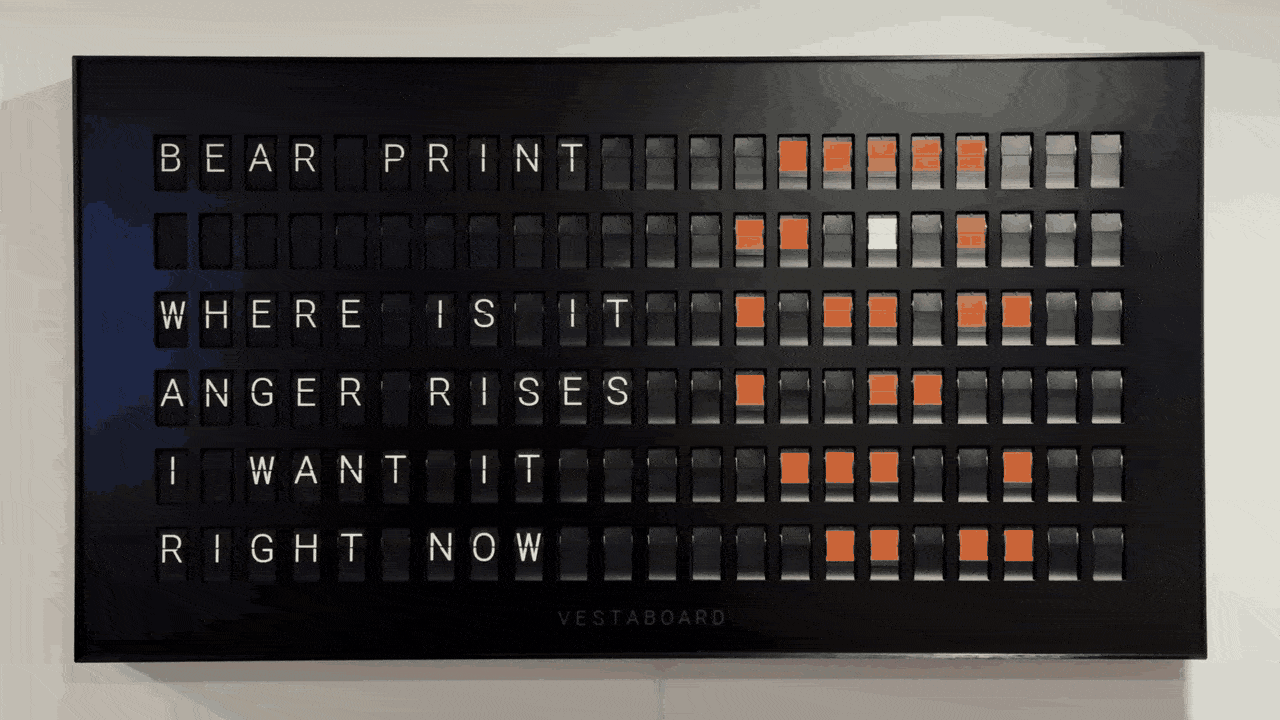 BEAR PRINT
WHERE IS IT
ANGER RISES
I WANT IT
RIGHT NOW
VESTABOARD